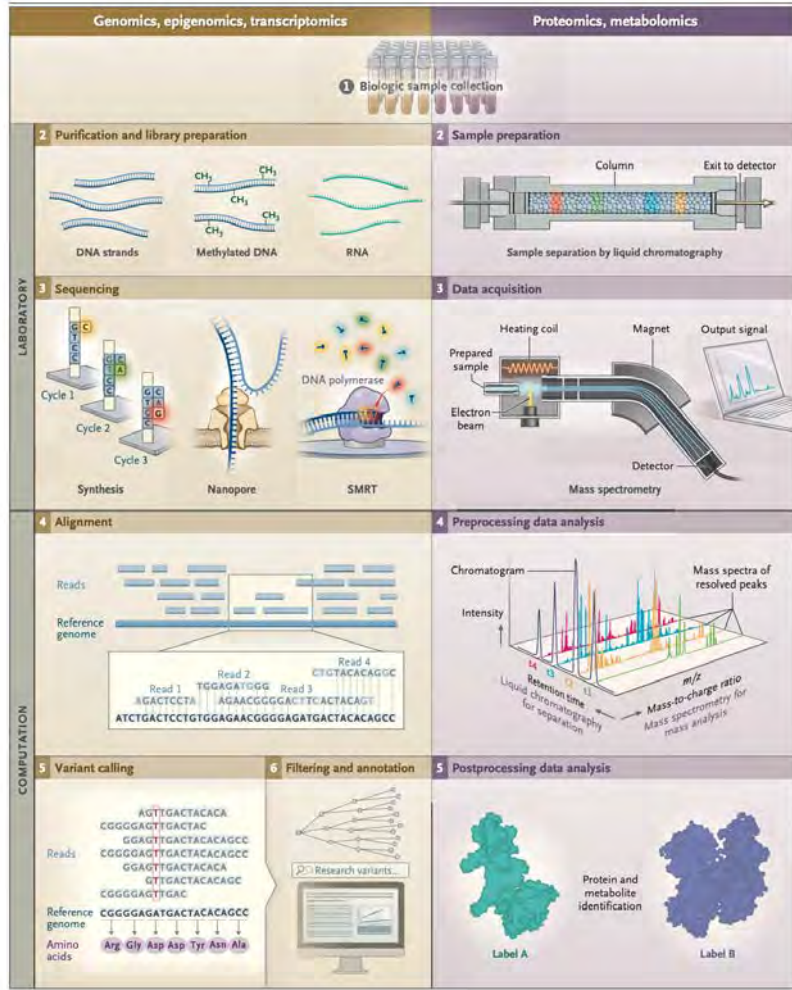 Genomics, epigenomics, transcriptomics
Proteomics, metabolomics
1 Biologic sample collection
LABORATORY
2 Purification and library preparation
CH3
CH3
CH3
CH3
CH3
DNA strands
Methylated DNA
RNA
2 Sample preparation
Column
Exit to detector
Sample separation by liquid chromatography
3 Sequencing
G C
T
C
C
Cycle 1
G C
A
C
C
Cycle 2
G C
T A
G
C
Cycle 3
DNA polymerase
Synthesis
Nanopore
SMRT
3 Data acquisition
Heating coil
Magnet
Output signal
Prepared sample
Electron beam
Detector
Mass spectrometry
COMPUTATION
4 Alignment
Reads
Reference genome
Read 4
CTGTACACAGGC
Read 2
TGGAGATGGG
Read 1
Read 3
AGACTCCTA
AGAACGGGGACTTCACTACAGT
ATCTGACTCCTGTGGAGAACGGGGAGATGACTACACAGCC
4 Preprocessing data analysis
Chromatogram
Mass spectra of resolved peaks
Intensity
t4
t3
t2
t1
m/z
Retention time
Mass-to-charge ratio
Liquid chromatography for separation
Mass spectrometry for mass analysis
5 Variant calling
Reads
AGTTGACTACACA
CGGGGAGTTGACTAC
GGAGTTGACTACACAGCC
CGGGGAGTTGACTACACAGCC
GGAGTTGACTACACA
GTTGACTACACAGC
CGGGGAGTTGAC
Reference genome
CGGGGAGATGACTACACAGCC
Amino acids
Arg Gly Asp Asp Tyr Asn Ala
6 Filtering and annotation
Research variants...
5 Postprocessing data analysis
Protein and metabolite identification
Label A
Label B